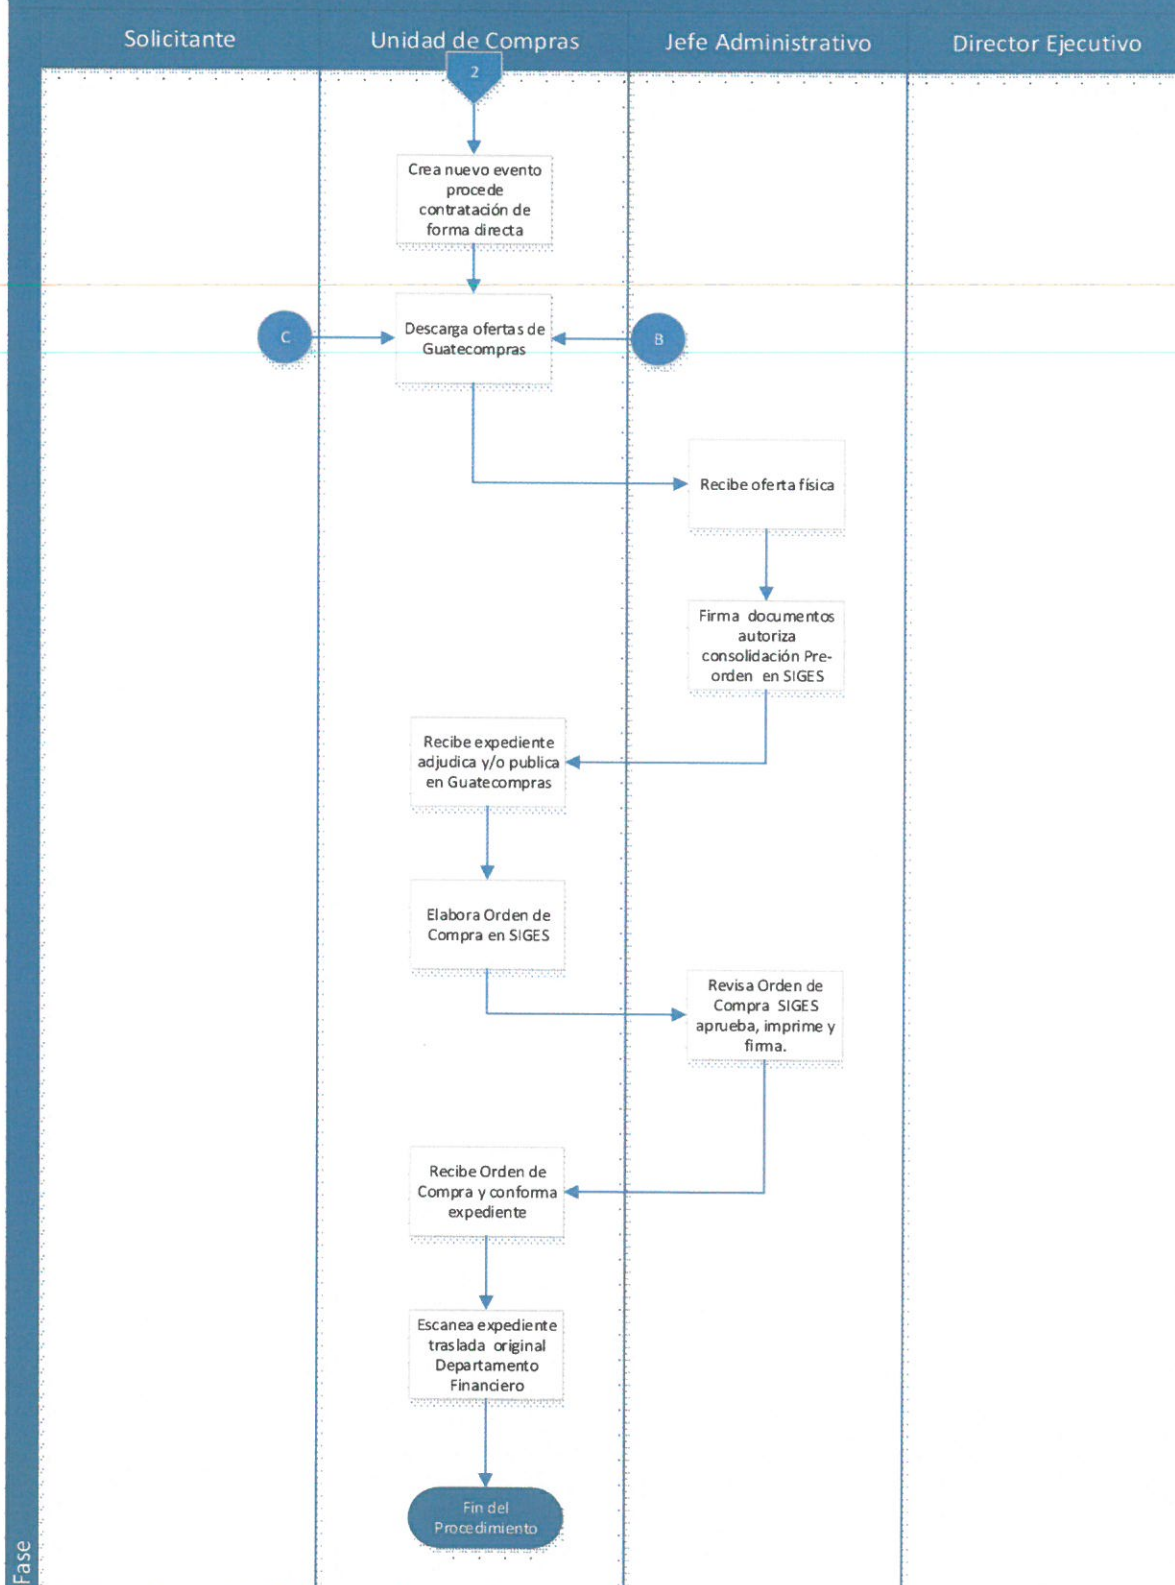 Solicitante
Unidad de Compras
Jefe Administrativo
Director Ejecutivo
2
Crea nuevo evento
procede
contratación de
forma directa
C
Descarga ofertas de
Guatecompras
B
Recibe oferta física
Firma documentos
autoriza
consolidación Pre-
orden en SIGES
Recibe expediente
adjudica y/o publica
en Guatecompras
Elabora Orden de
Compra en SIGES
Revisa Orden de
Compra SIGES
aprueba, imprime y
firma.
Recibe Orden de
Compra y conforma
expediente
Escanea expediente
traslada original
Departamento
Financiero
Fin del
Procedimiento
Fase